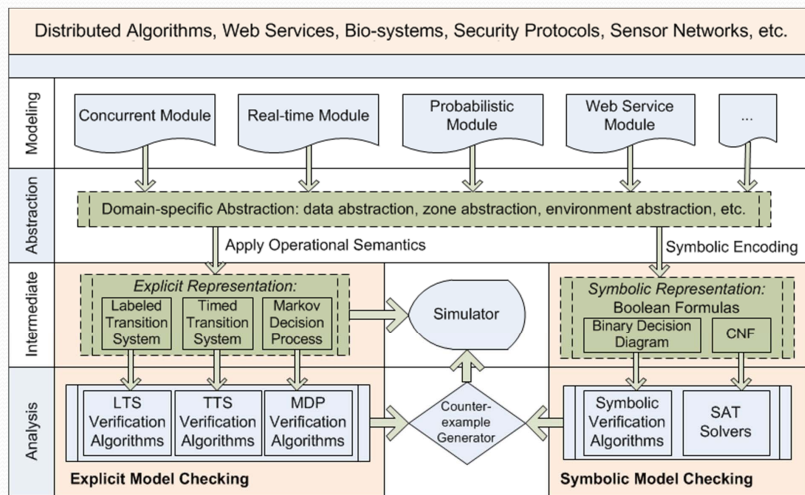 Distributed Algorithms, Web Services, Bio-systems, Security Protocols, Sensor Networks, etc.
Modeling
Concurrent Module
Real-time Module
Probabilistic
Module
Web Service
Module
...
Abstraction
Domain-specific Abstraction: data abstraction, zone abstraction, environment abstraction, etc.
Apply Operational Semantics
Symbolic Encoding
Intermediate
Explicit Representation:
Labeled
Transition
System
Timed
Transition
System
Markov
Decision
Process
Simulator
Symbolic Representation:
Boolean Formulas
Binary Decision
Diagram
CNF
Analysis
LTS
Verification
Algorithms
TTS
Verification
Algorithms
MDP
Verification
Algorithms
Counter-
example
Generator
Symbolic
Verification
Algorithms
SAT
Solvers
Explicit Model Checking
Symbolic Model Checking